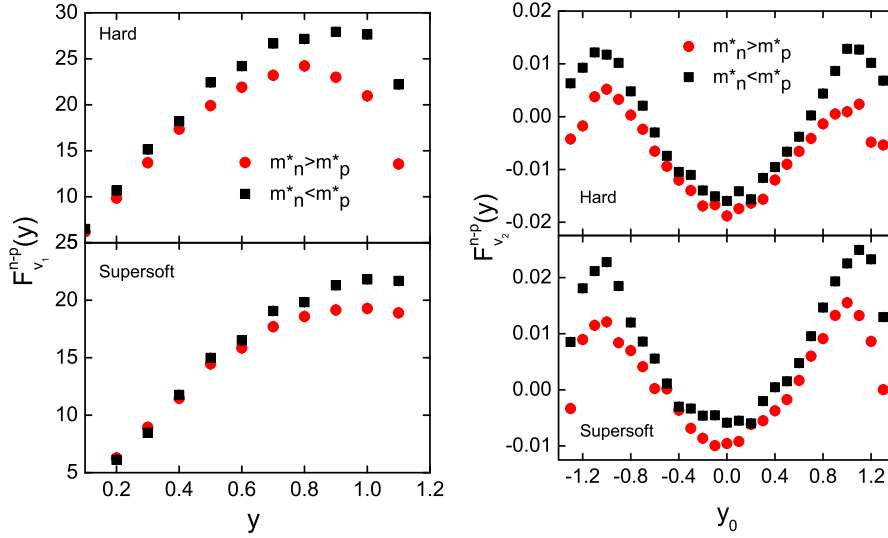 30
Hard
25
20
15
m*n>m*p
m*n<m*p
10
25
Supersoft
20
15
10
5
0.2 0.4 0.6 0.8 1.0 1.2
y
F n-p v1 (y)
0.02
m*n>m*p
m*n<m*p
0.01
0.00
-0.01
Hard
-0.02
0.02
0.01
0.00
Supersoft
-0.01
-1.2 -0.8 -0.4 0.0 0.4 0.8 1.2
y0
F n-p v2 (y)